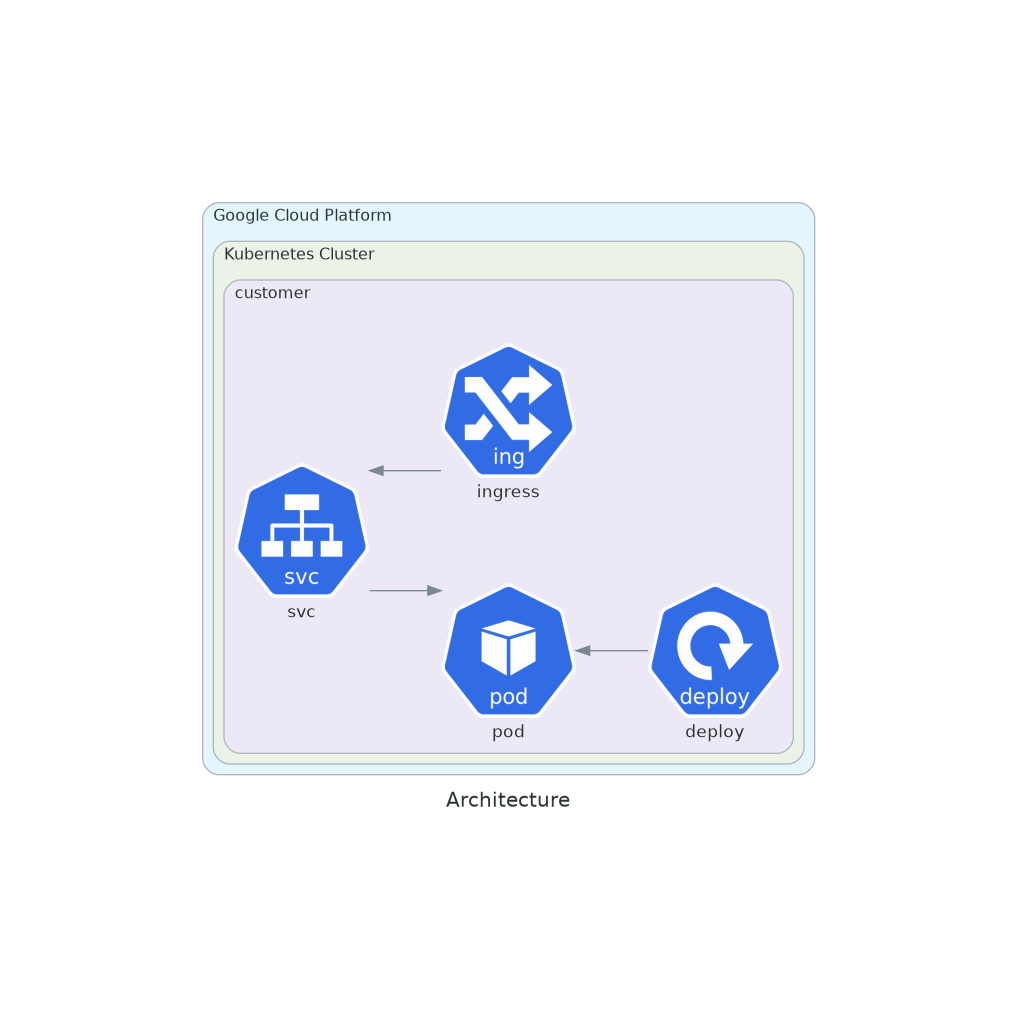 Google Cloud Platform
Kubernetes Cluster
customer
ing
ingress
svc
svc
pod
pod
deploy
deploy
Architecture